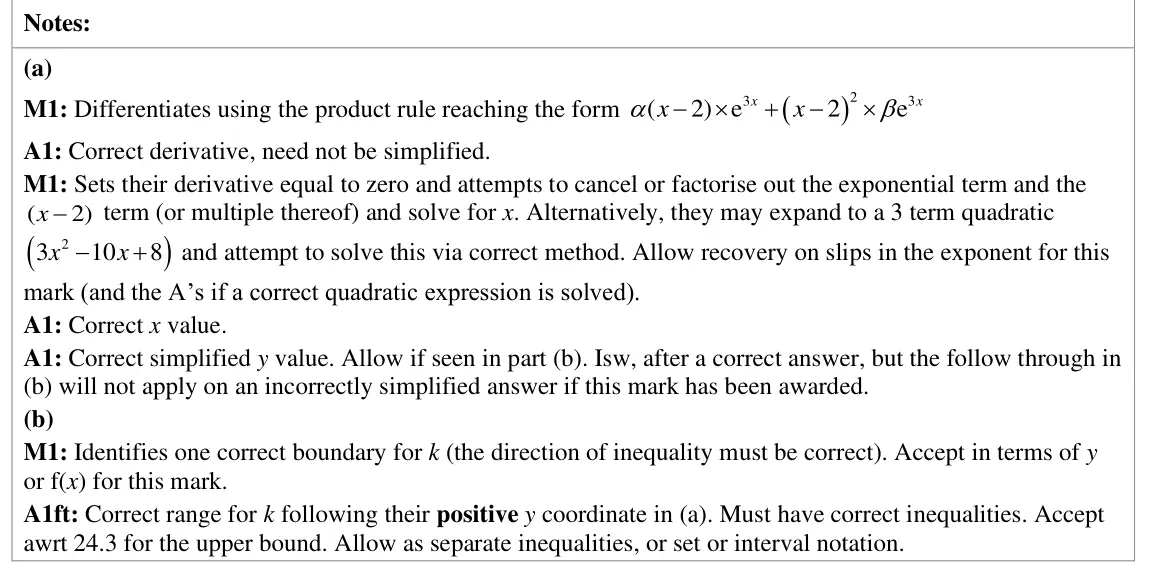 Notes:
(a)
M1: Differentiates using the product rule reaching the form α(x−2)×e³ˣ+(x−2)²×βe³ˣ
A1: Correct derivative, need not be simplified.
M1: Sets their derivative equal to zero and attempts to cancel or factorise out the exponential term and the
(x−2) term (or multiple thereof) and solve for x. Alternatively, they may expand to a 3 term quadratic
(3x²−10x+8) and attempt to solve this via correct method. Allow recovery on slips in the exponent for this
mark (and the A’s if a correct quadratic expression is solved).
A1: Correct x value.
A1: Correct simplified y value. Allow if seen in part (b). Isw, after a correct answer, but the follow through in
(b) will not apply on an incorrectly simplified answer if this mark has been awarded.
(b)
M1: Identifies one correct boundary for k (the direction of inequality must be correct). Accept in terms of y
or f(x) for this mark.
A1ft: Correct range for k following their positive y coordinate in (a). Must have correct inequalities. Accept
awrt 24.3 for the upper bound. Allow as separate inequalities, or set or interval notation.